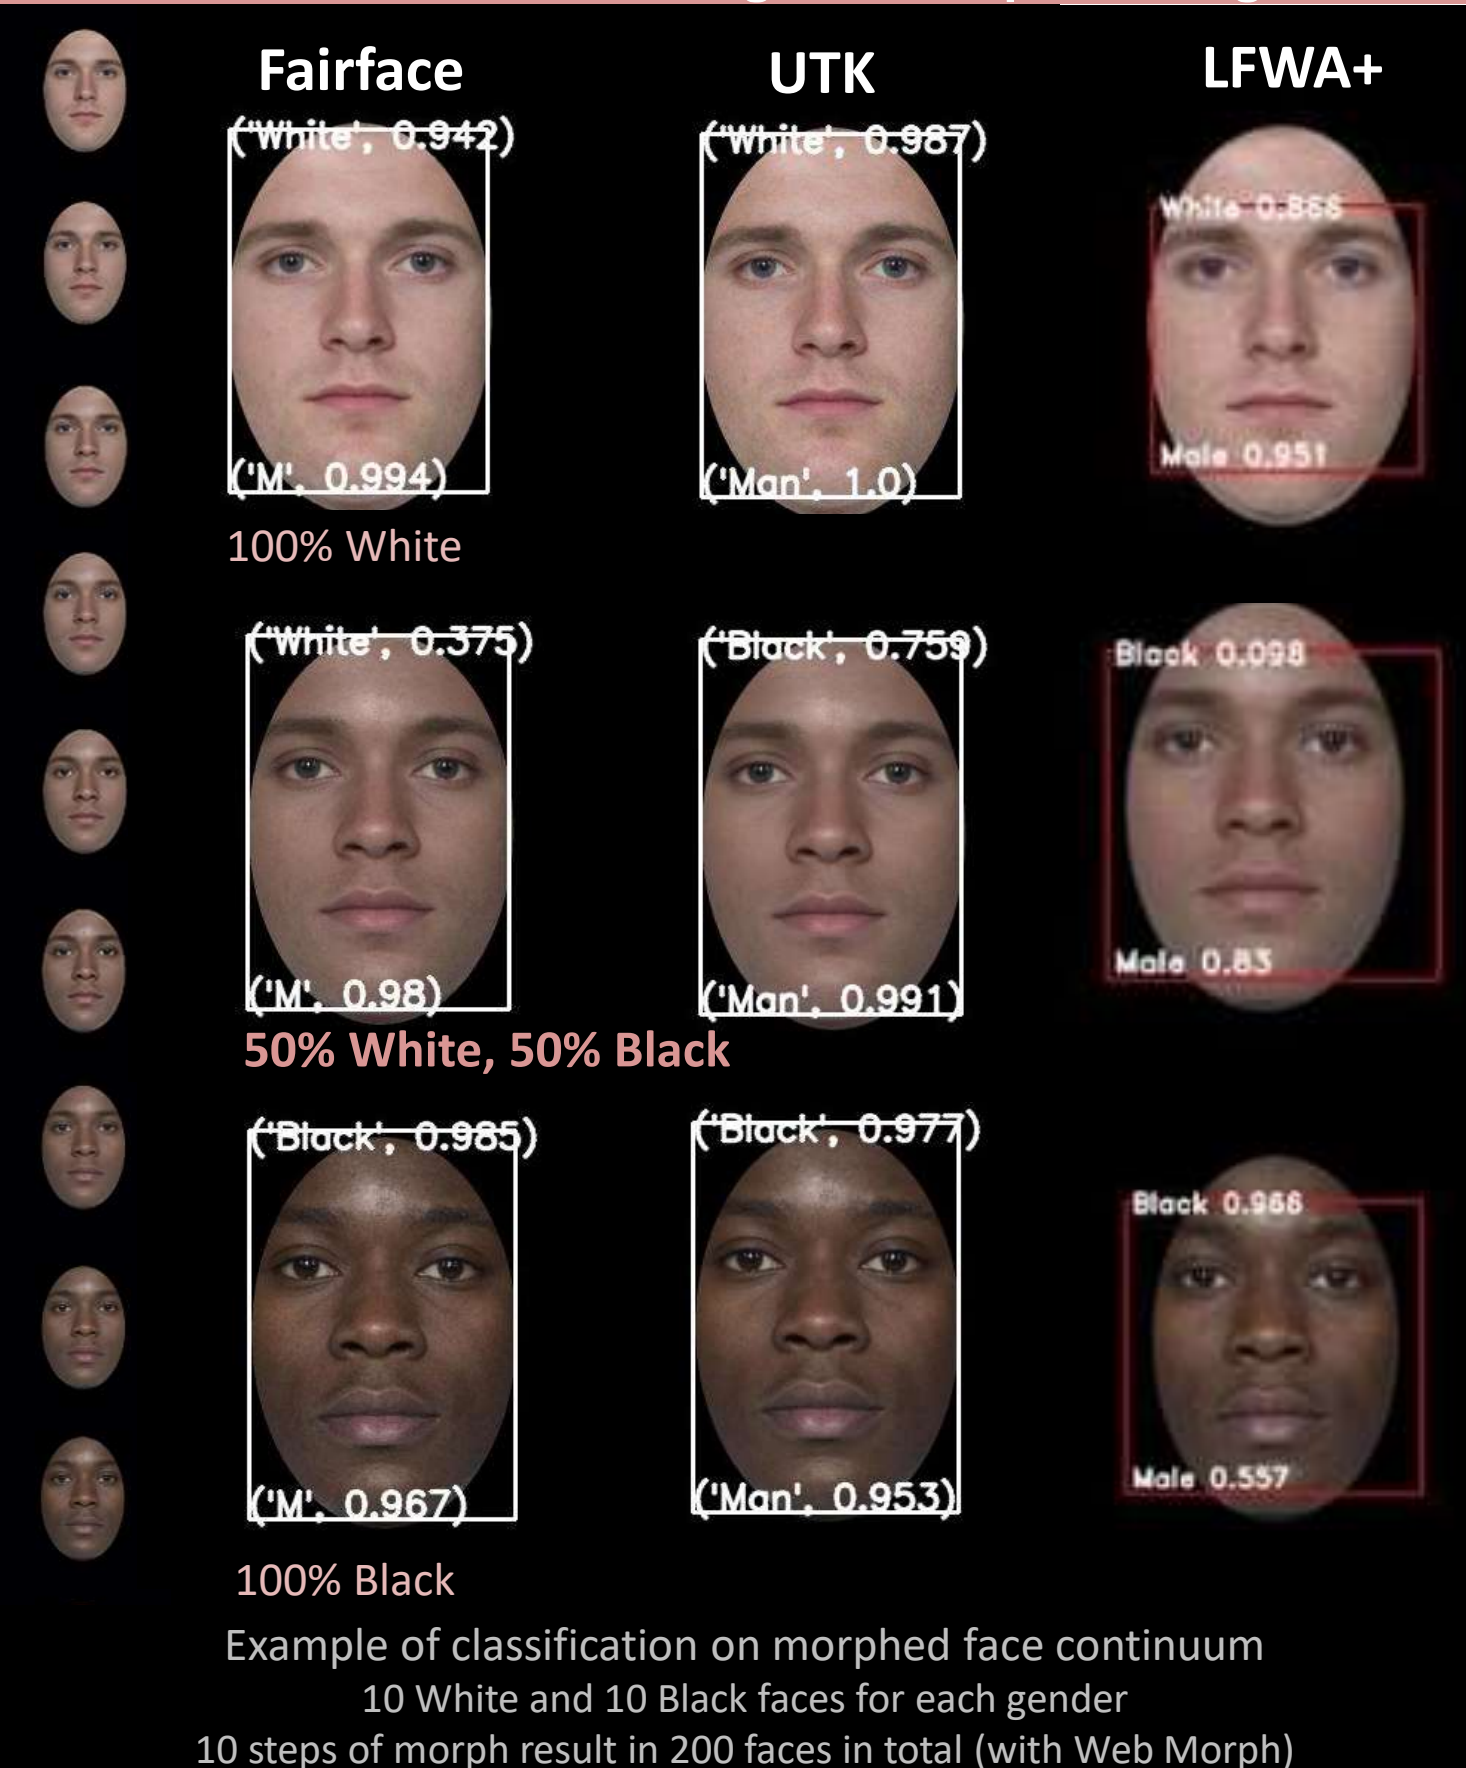 Fairface
UTK
LFWA+
('White', 0.942)
('White', 0.987)
White 0.866
('M', 0.994)
('Man', 1.0)
Male 0.951
100% White
('White', 0.375)
('Black', 0.759)
Black 0.098
('M', 0.98)
('Man', 0.991)
Male 0.83
50% White, 50% Black
('Black', 0.985)
('Black', 0.977)
Black 0.966
('M', 0.967)
('Man', 0.953)
Male 0.557
100% Black
Example of classification on morphed face continuum
10 White and 10 Black faces for each gender
10 steps of morph result in 200 faces in total (with Web Morph)